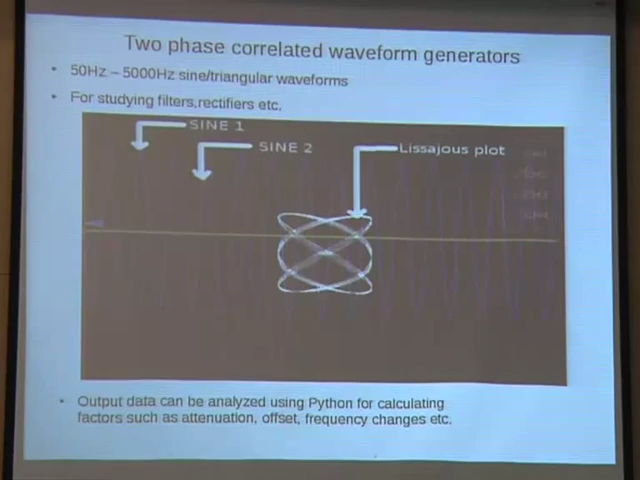 Two phase correlated waveform generators
• 50Hz – 5000Hz sine/triangular waveforms
• For studying filters,rectifiers etc.
SINE 1
SINE 2
Lissajous plot
• Output data can be analyzed using Python for calculating
factors such as attenuation, offset, frequency changes etc.